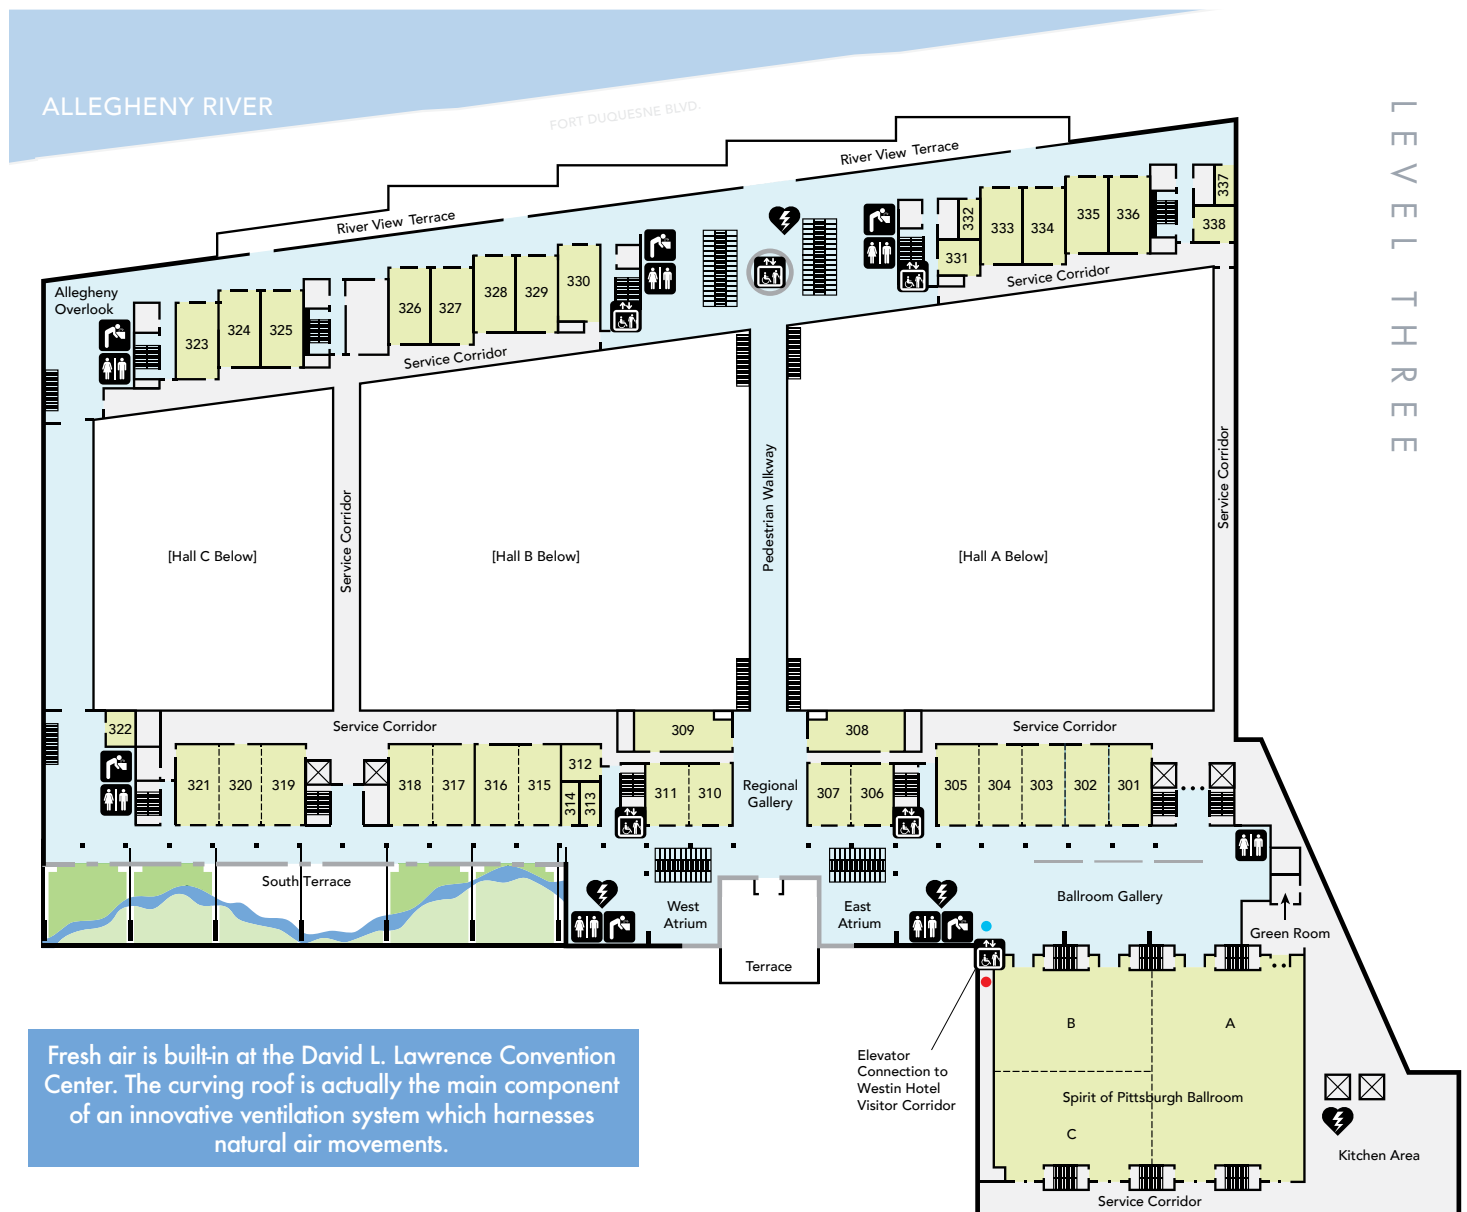 ALLEGHENY RIVER
FORT DUQUESNE BLVD.
LEVEL THREE
River View Terrace
River View Terrace
Allegheny
Overlook
323
324
325
326
327
328
329
330
331
332
333
334
335
336
337
338
Service Corridor
Service Corridor
[Hall C Below]
Service Corridor
[Hall B Below]
Pedestrian Walkway
[Hall A Below]
Service Corridor
322
Service Corridor
309
308
Service Corridor
321
320
319
318
317
316
315
312
314
313
311
310
Regional
Gallery
307
306
305
304
303
302
301
South Terrace
West
Atrium
East
Atrium
Ballroom Gallery
Green Room
Terrace
B
A
Spirit of Pittsburgh Ballroom
C
Elevator
Connection to
Westin Hotel
Visitor Corridor
Kitchen Area
Service Corridor
Fresh air is built-in at the David L. Lawrence Convention
Center. The curving roof is actually the main component
of an innovative ventilation system which harnesses
natural air movements.